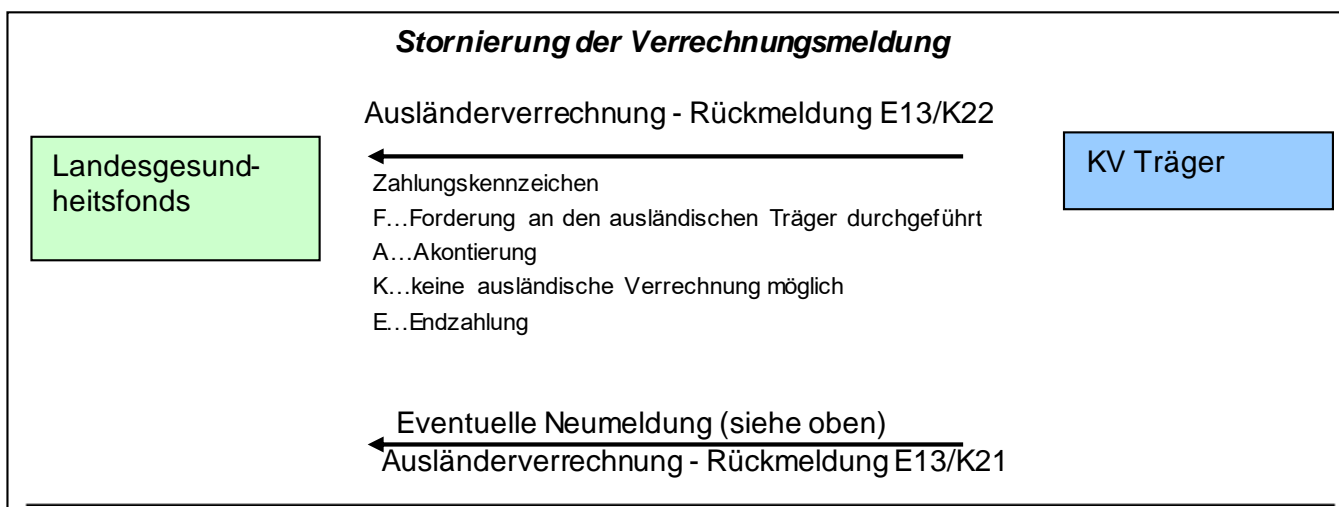 Stornierung der Verrechnungsmeldung
Ausländerverrechnung - Rückmeldung E13/K22
Landesgesund-
heitsfonds
KV Träger
Zahlungskennzeichen
F…Forderung an den ausländischen Träger durchgeführt
A…Akontierung
K…keine ausländische Verrechnung möglich
E…Endzahlung
Eventuelle Neumeldung (siehe oben)
Ausländerverrechnung - Rückmeldung E13/K21